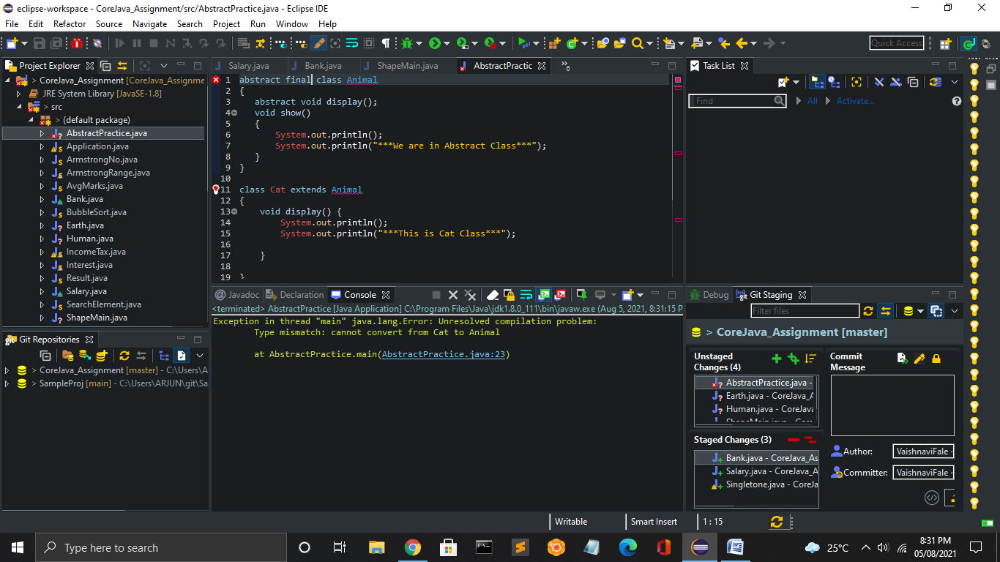 eclipse-workspace - CoreJava_Assignment/src/AbstractPractice.java - Eclipse IDE
File Edit Refactor Source Navigate Search Project Run Window Help
Quick Access
Project Explorer
> CoreJava_Assignment [CoreJava_Assignme
JRE System Library [JavaSE-1.8]
> src
> (default package)
AbstractPractice.java
Application.java
ArmstrongNo.java
ArmstrongRange.java
AvgMarks.java
Bank.java
BubbleSort.java
Earth.java
Human.java
IncomeTax.java
Interest.java
Result.java
Salary.java
SearchElement.java
ShapeMain.java
Git Repositories
> CoreJava_Assignment [master] - C:\Users\A
> SampleProj [main] - C:\Users\ARJUN\git\Sa
Salary.java Bank.java ShapeMain.java AbstractPractic »6
1 abstract final class Animal
2 {
3 abstract void display();
4 void show()
5 {
6 System.out.println();
7 System.out.println("***We are in Abstract Class***");
8 }
9 }
10
11 class Cat extends Animal
12 {
13 void display() {
14 System.out.println();
15 System.out.println("***This is Cat Class***");
16
17 }
18
19 }
Javadoc Declaration Console
<terminated> AbstractPractice [Java Application] C:\Program Files\Java\jdk1.8.0_111\bin\javaw.exe (Aug 5, 2021, 8:31:15 P
Exception in thread "main" java.lang.Error: Unresolved compilation problem:
Type mismatch: cannot convert from Cat to Animal
at AbstractPractice.main(AbstractPractice.java:23)
Task List
Find All Activate...
Debug Git Staging
Filter files
> CoreJava_Assignment [master]
Unstaged Changes (4)
AbstractPractice.java -
Earth.java - CoreJava_A
Human.java - CoreJava
ShapeMain.java - Core
Staged Changes (3)
Bank.java - CoreJava_As
Salary.java - CoreJava_A
Singletone.java - CoreJa
Commit Message
Author: VaishnaviFale
Committer: VaishnaviFale
Writable Smart Insert 1 : 15
Type here to search
25°C
8:31 PM
05/08/2021